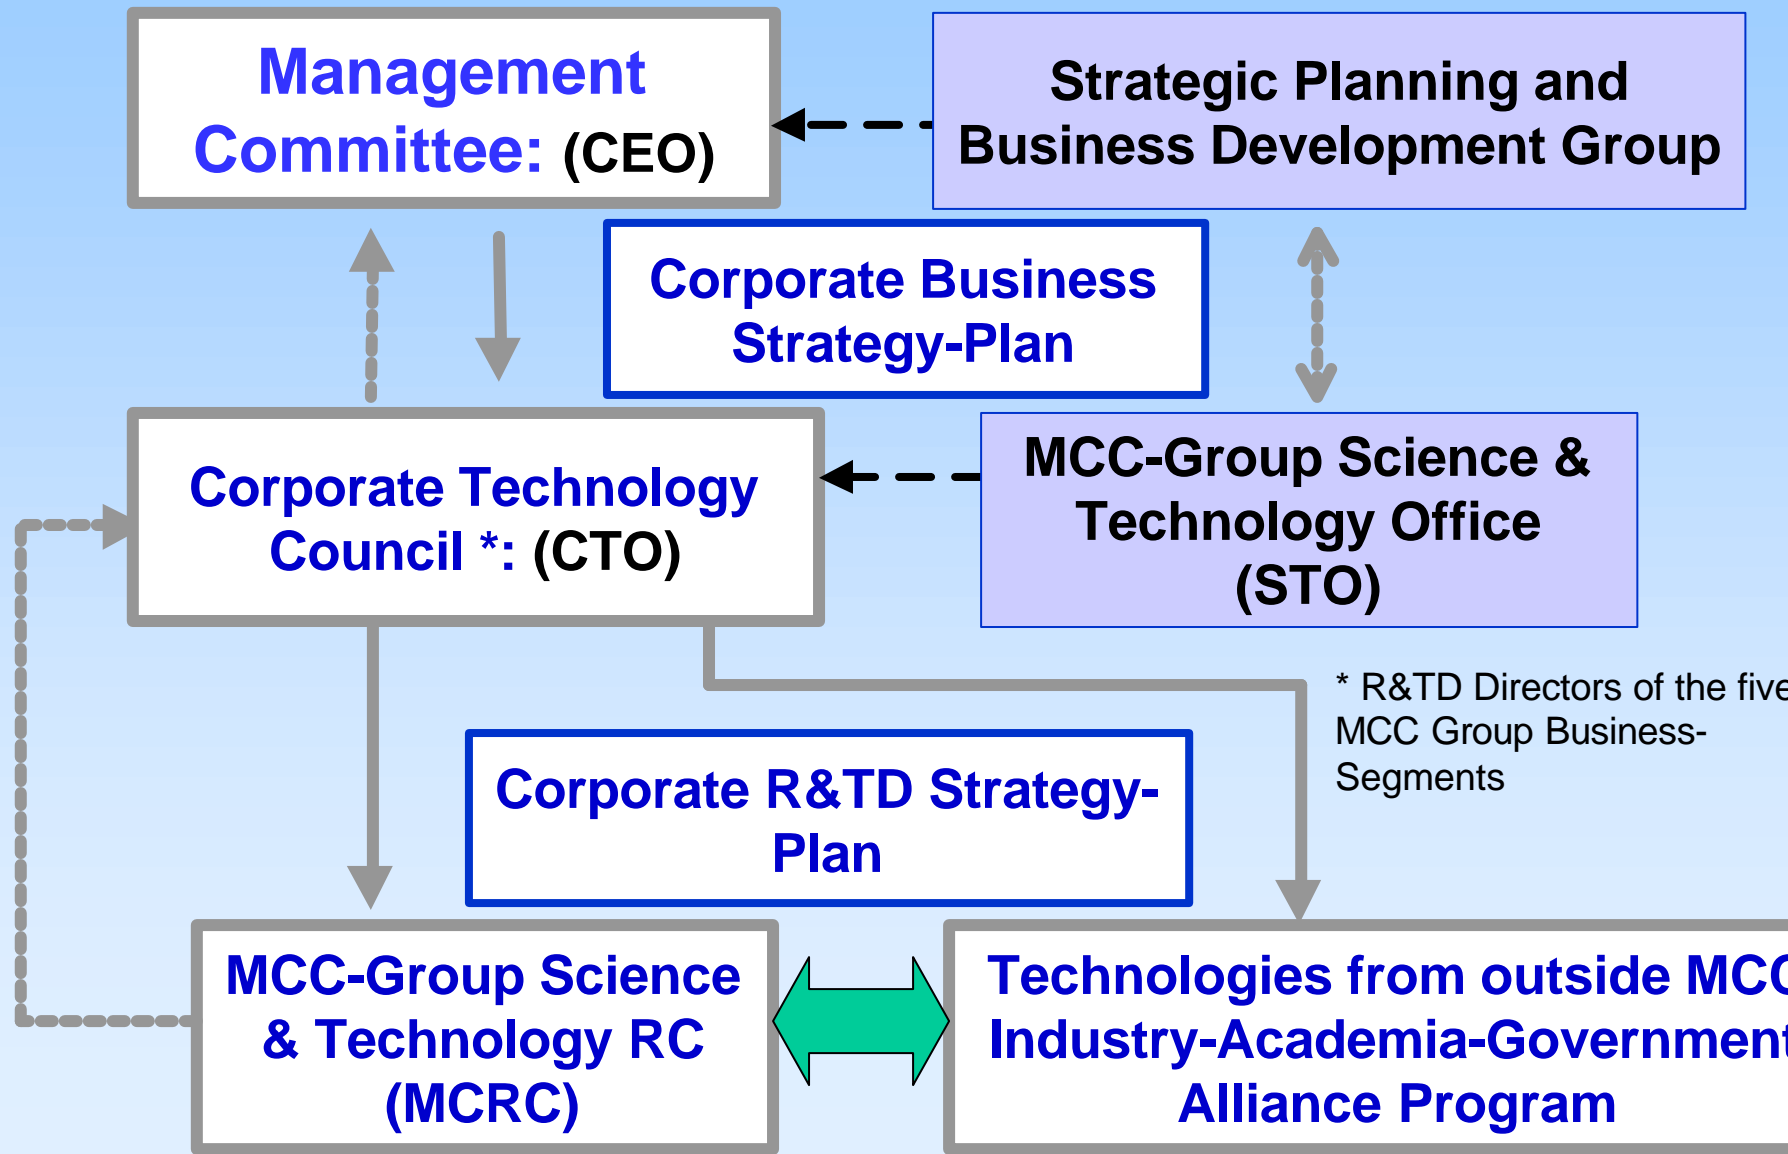 Management
Committee: (CEO)
Strategic Planning and
Business Development Group
Corporate Business
Strategy-Plan
Corporate Technology
Council *: (CTO)
MCC-Group Science &
Technology Office
(STO)
* R&TD Directors of the five
MCC Group Business-
Segments
Corporate R&TD Strategy-
Plan
MCC-Group Science
& Technology RC
(MCRC)
Technologies from outside MCC
Industry-Academia-Government
Alliance Program